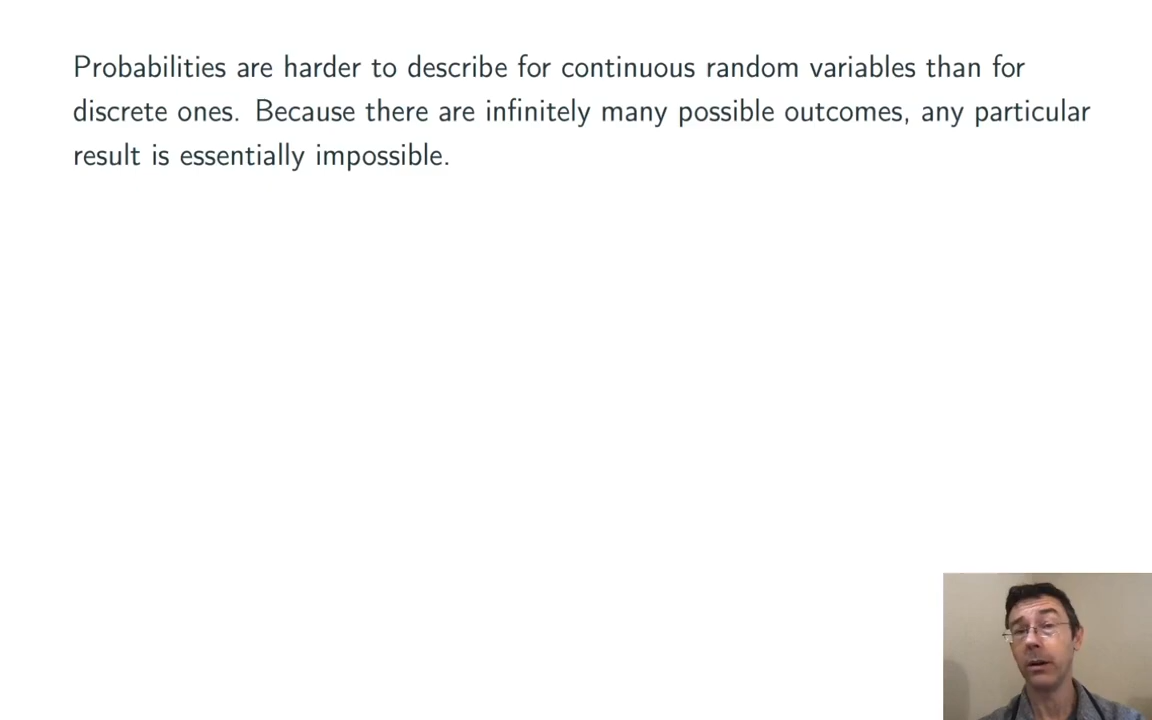 Probabilities are harder to describe for continuous random variables than for
discrete ones. Because there are infinitely many possible outcomes, any particular
result is essentially impossible.